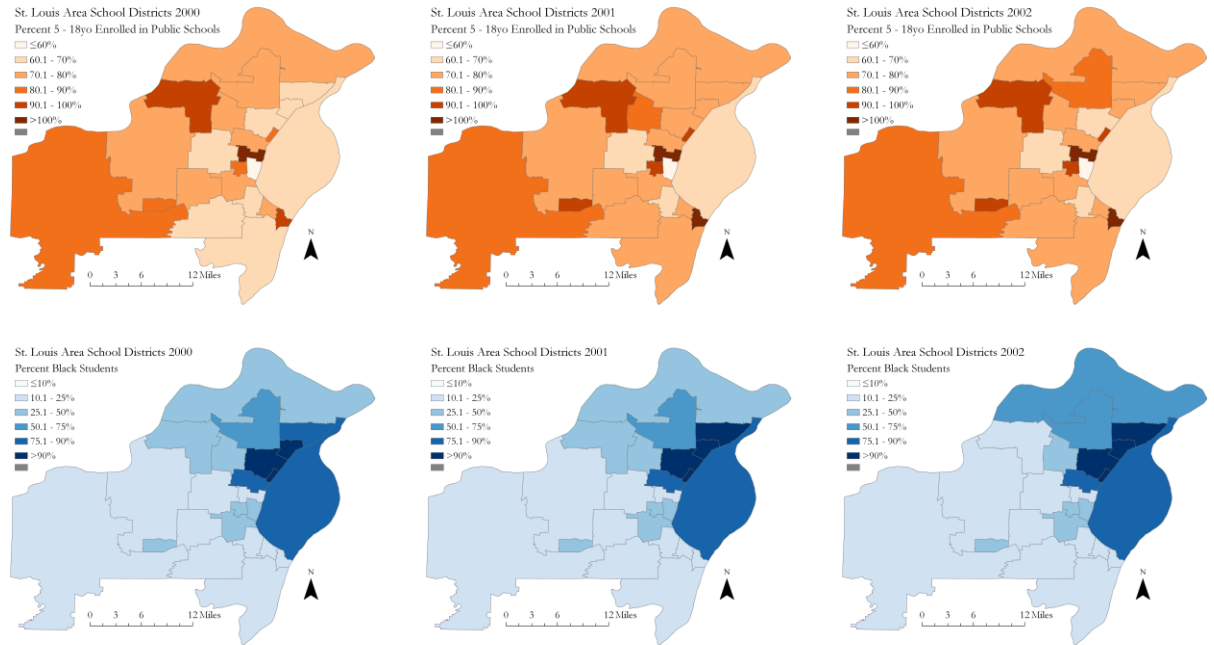 St. Louis Area School Districts 2000
Percent 5 - 18yo Enrolled in Public Schools
≤60%
60.1 - 70%
70.1 - 80%
80.1 - 90%
90.1 - 100%
>100%
N
0 3 6 12 Miles
St. Louis Area School Districts 2001
Percent 5 - 18yo Enrolled in Public Schools
≤60%
60.1 - 70%
70.1 - 80%
80.1 - 90%
90.1 - 100%
>100%
N
0 3 6 12 Miles
St. Louis Area School Districts 2002
Percent 5 - 18yo Enrolled in Public Schools
≤60%
60.1 - 70%
70.1 - 80%
80.1 - 90%
90.1 - 100%
>100%
N
0 3 6 12 Miles
St. Louis Area School Districts 2000
Percent Black Students
≤10%
10.1 - 25%
25.1 - 50%
50.1 - 75%
75.1 - 90%
>90%
N
0 3 6 12 Miles
St. Louis Area School Districts 2001
Percent Black Students
≤10%
10.1 - 25%
25.1 - 50%
50.1 - 75%
75.1 - 90%
>90%
N
0 3 6 12 Miles
St. Louis Area School Districts 2002
Percent Black Students
≤10%
10.1 - 25%
25.1 - 50%
50.1 - 75%
75.1 - 90%
>90%
N
0 3 6 12 Miles